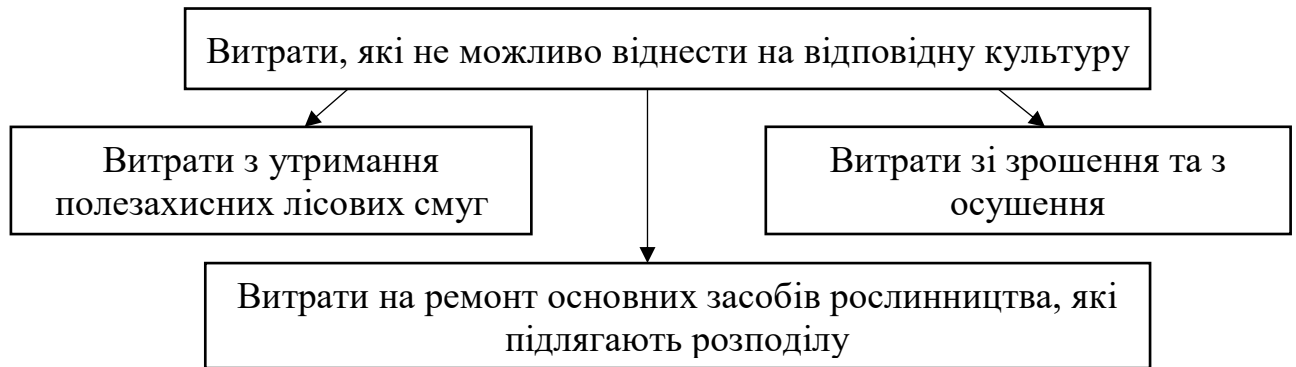 Витрати, які не можливо віднести на відповідну культуру
Витрати з утримання
полезахисних лісових смуг
Витрати зі зрошення та з
осушення
Витрати на ремонт основних засобів рослинництва, які
підлягають розподілу